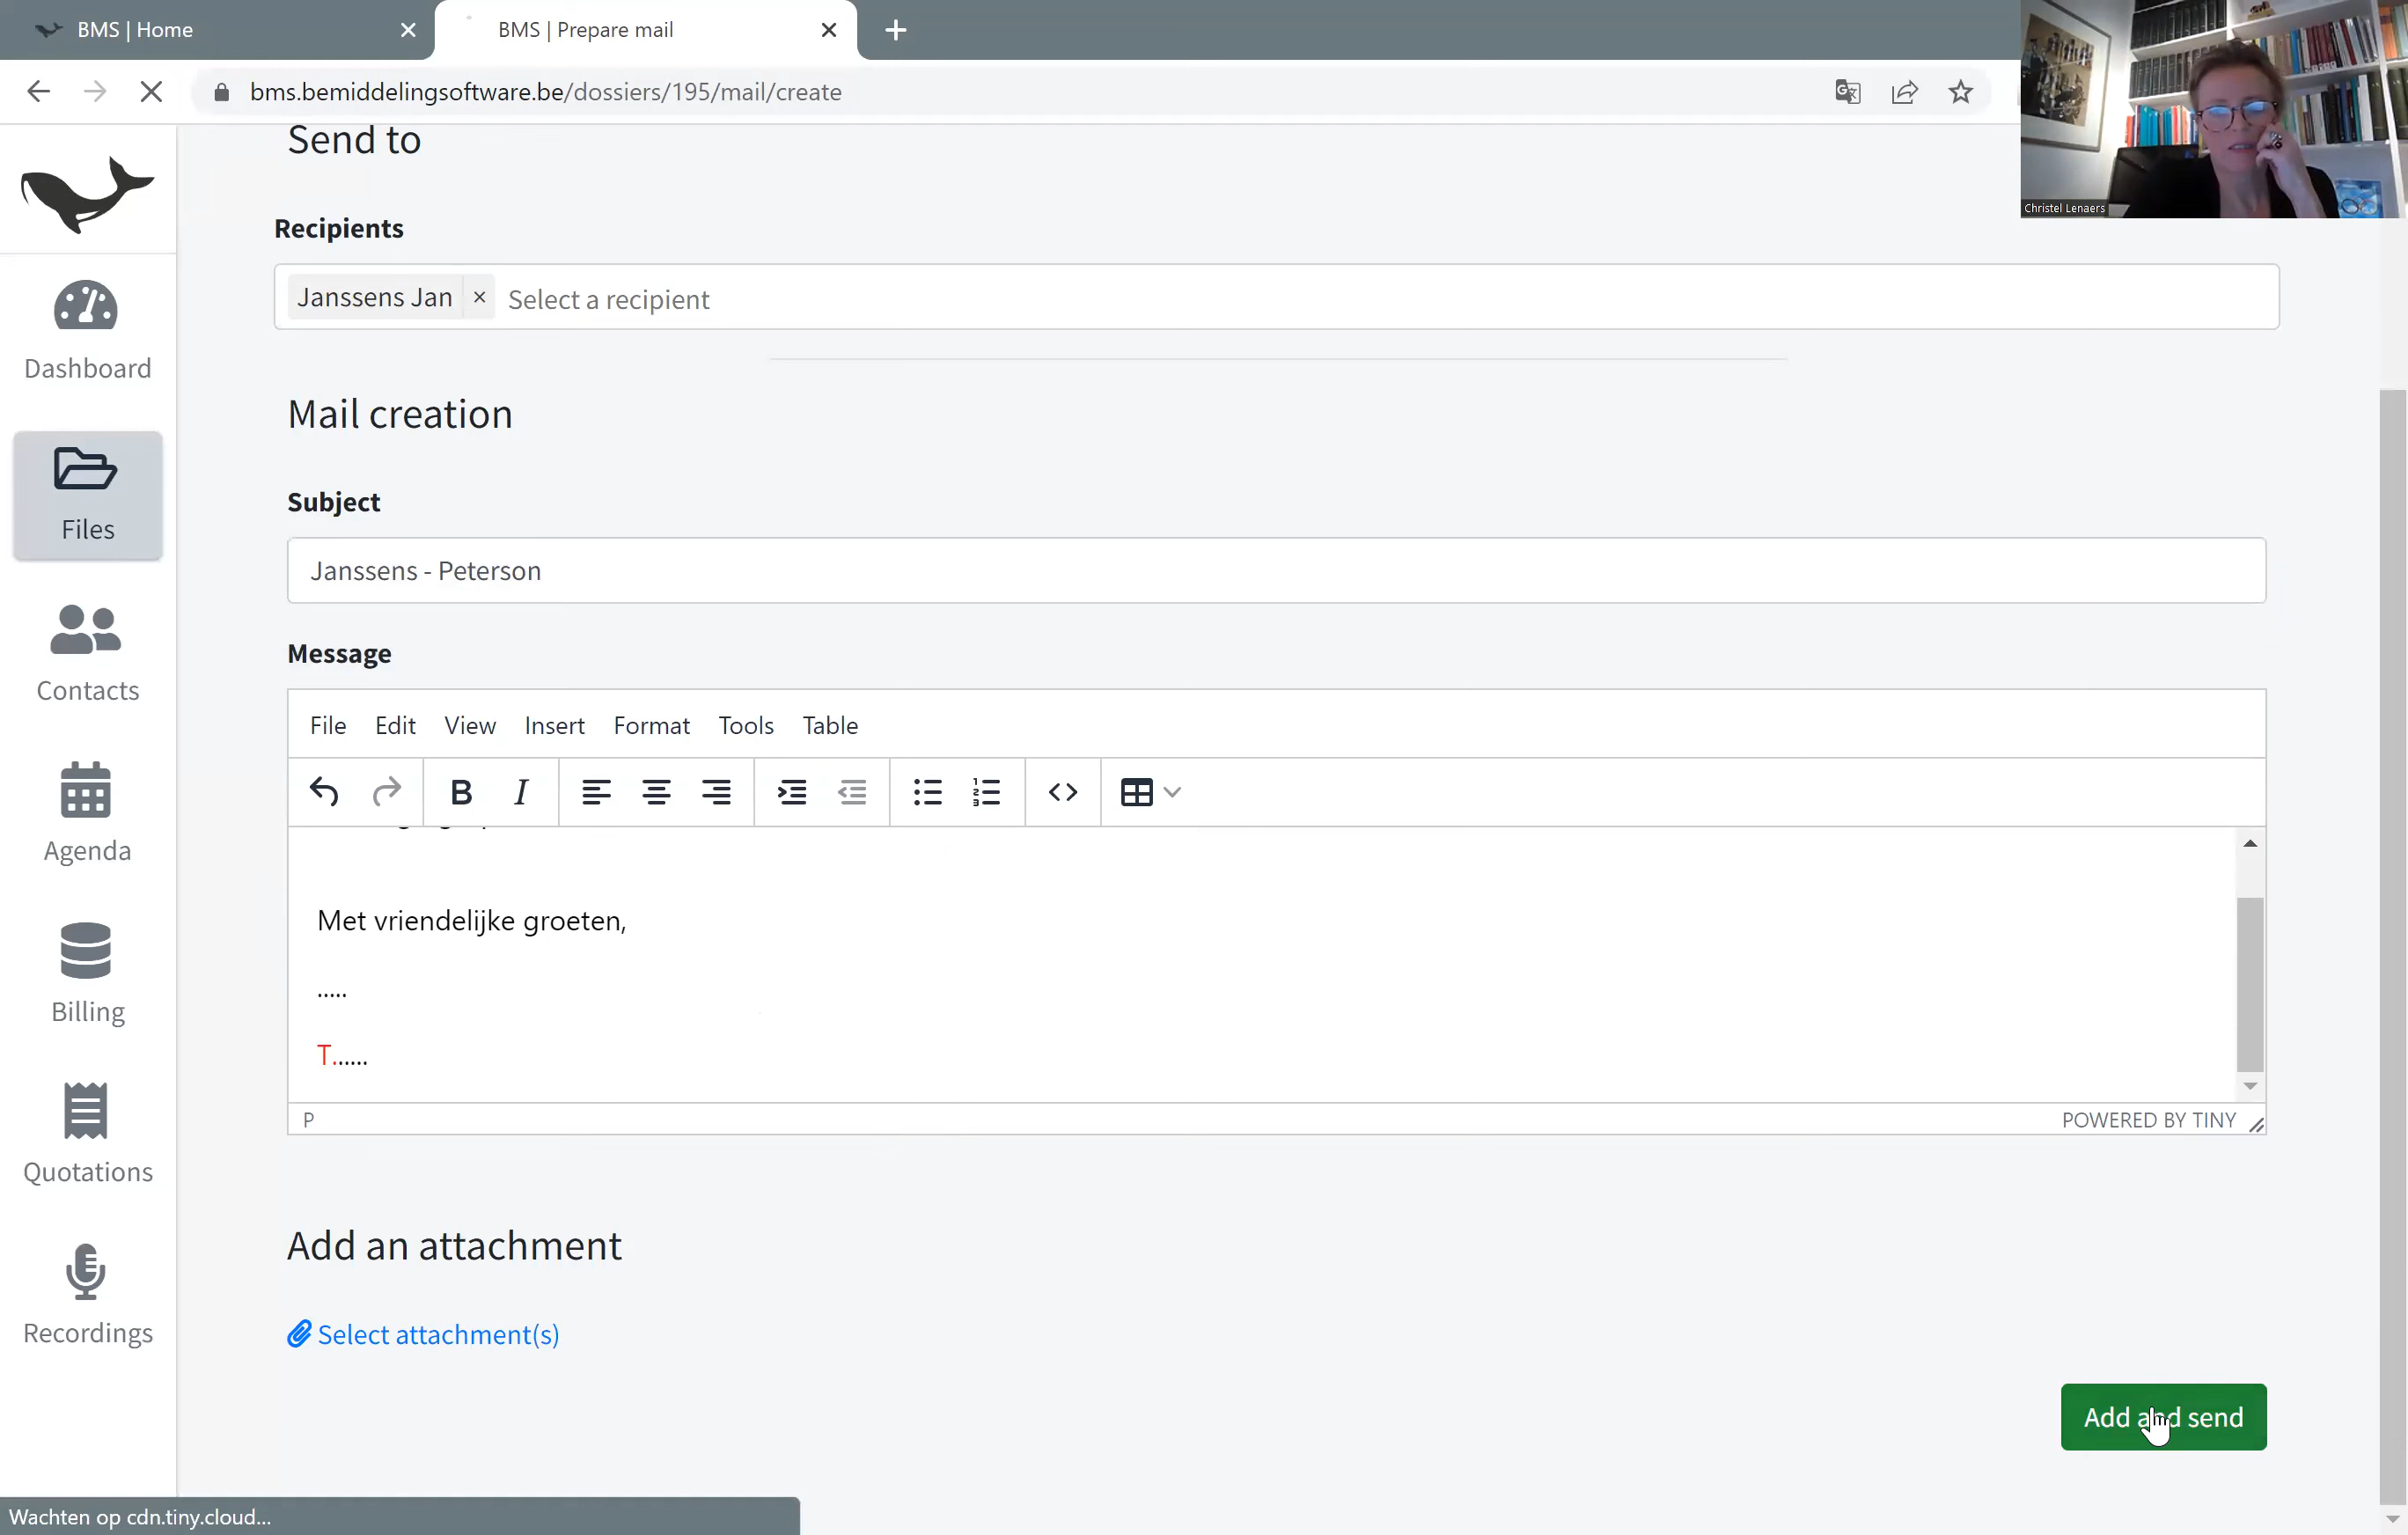 BMS | Home
BMS | Prepare mail
bms.bemiddelingsoftware.be/dossiers/195/mail/create
Christel Lenaers
Send to
Recipients
Janssens Jan × Select a recipient
Dashboard
Files
Contacts
Agenda
Billing
Quotations
Recordings
Mail creation
Subject
Janssens - Peterson
Message
File Edit View Insert Format Tools Table
B I
Met vriendelijke groeten,
.....
T......
P
POWERED BY TINY
Add an attachment
Select attachment(s)
Add and send
Wachten op cdn.tiny.cloud...